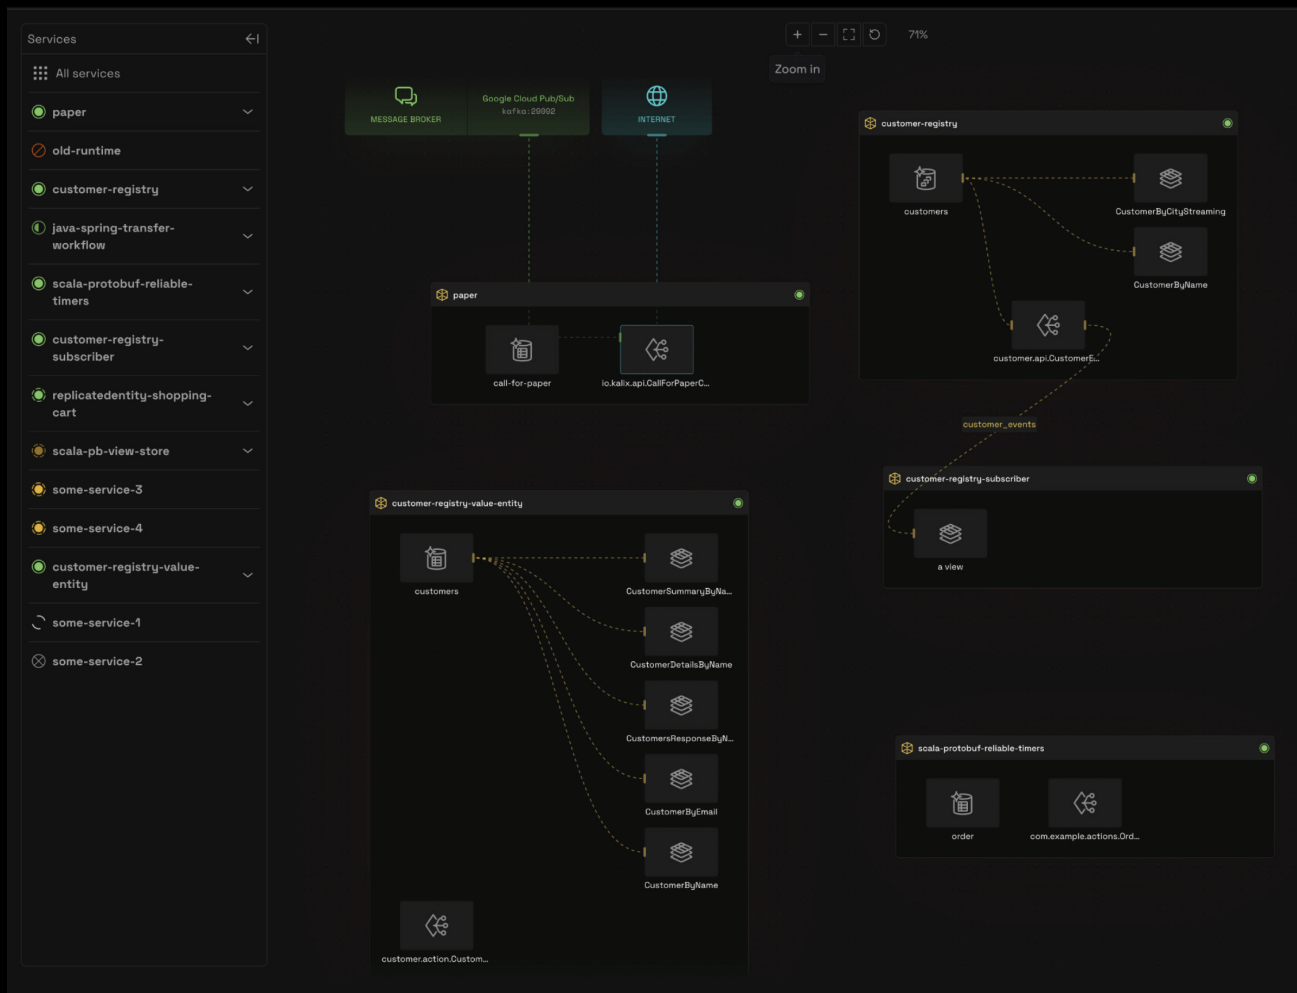 Services
All services
paper
old-runtime
customer-registry
java-spring-transfer-
workflow
scala-protobuf-reliable-
timers
customer-registry-
subscriber
replicatedentity-shopping-
cart
scala-pb-view-store
some-service-3
some-service-4
customer-registry-value-
entity
some-service-1
some-service-2
71%
Zoom in
MESSAGE BROKER
Google Cloud Pub/Sub
kafka:29092
INTERNET
paper
call-for-paper
io.kalix.api.CallForPaperC...
customer-registry
customers
CustomerByCityStreaming
CustomerByName
customer.api.CustomerE...
customer_events
customer-registry-subscriber
a view
customer-registry-value-entity
customers
CustomerSummaryByNa...
CustomerDetailsByName
CustomersResponseByN...
CustomerByEmail
CustomerByName
customer.action.Custom...
scala-protobuf-reliable-timers
order
com.example.actions.Ord...